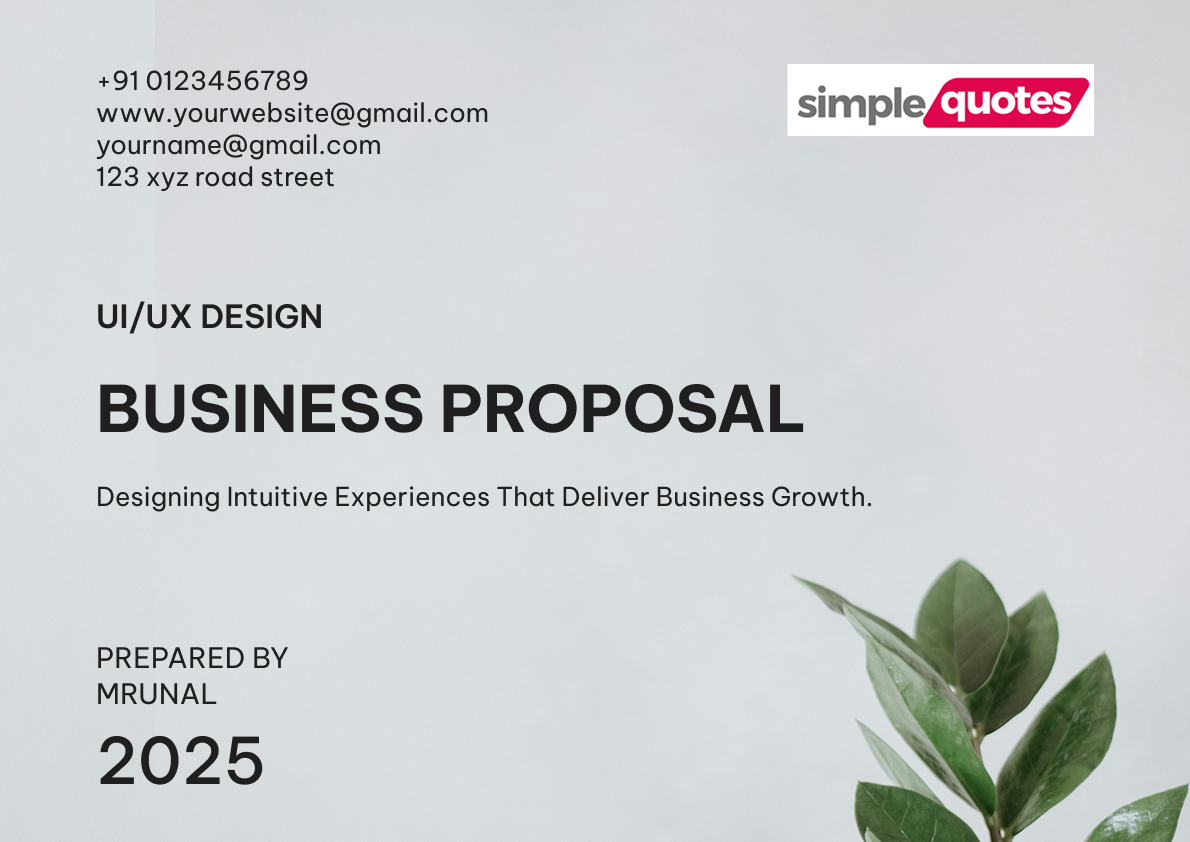 +91 0123456789
www.yourwebsite@gmail.com
yourname@gmail.com
123 xyz road street
simple quotes
UI/UX DESIGN
BUSINESS PROPOSAL
Designing Intuitive Experiences That Deliver Business Growth.
PREPARED BY
MRUNAL
2025